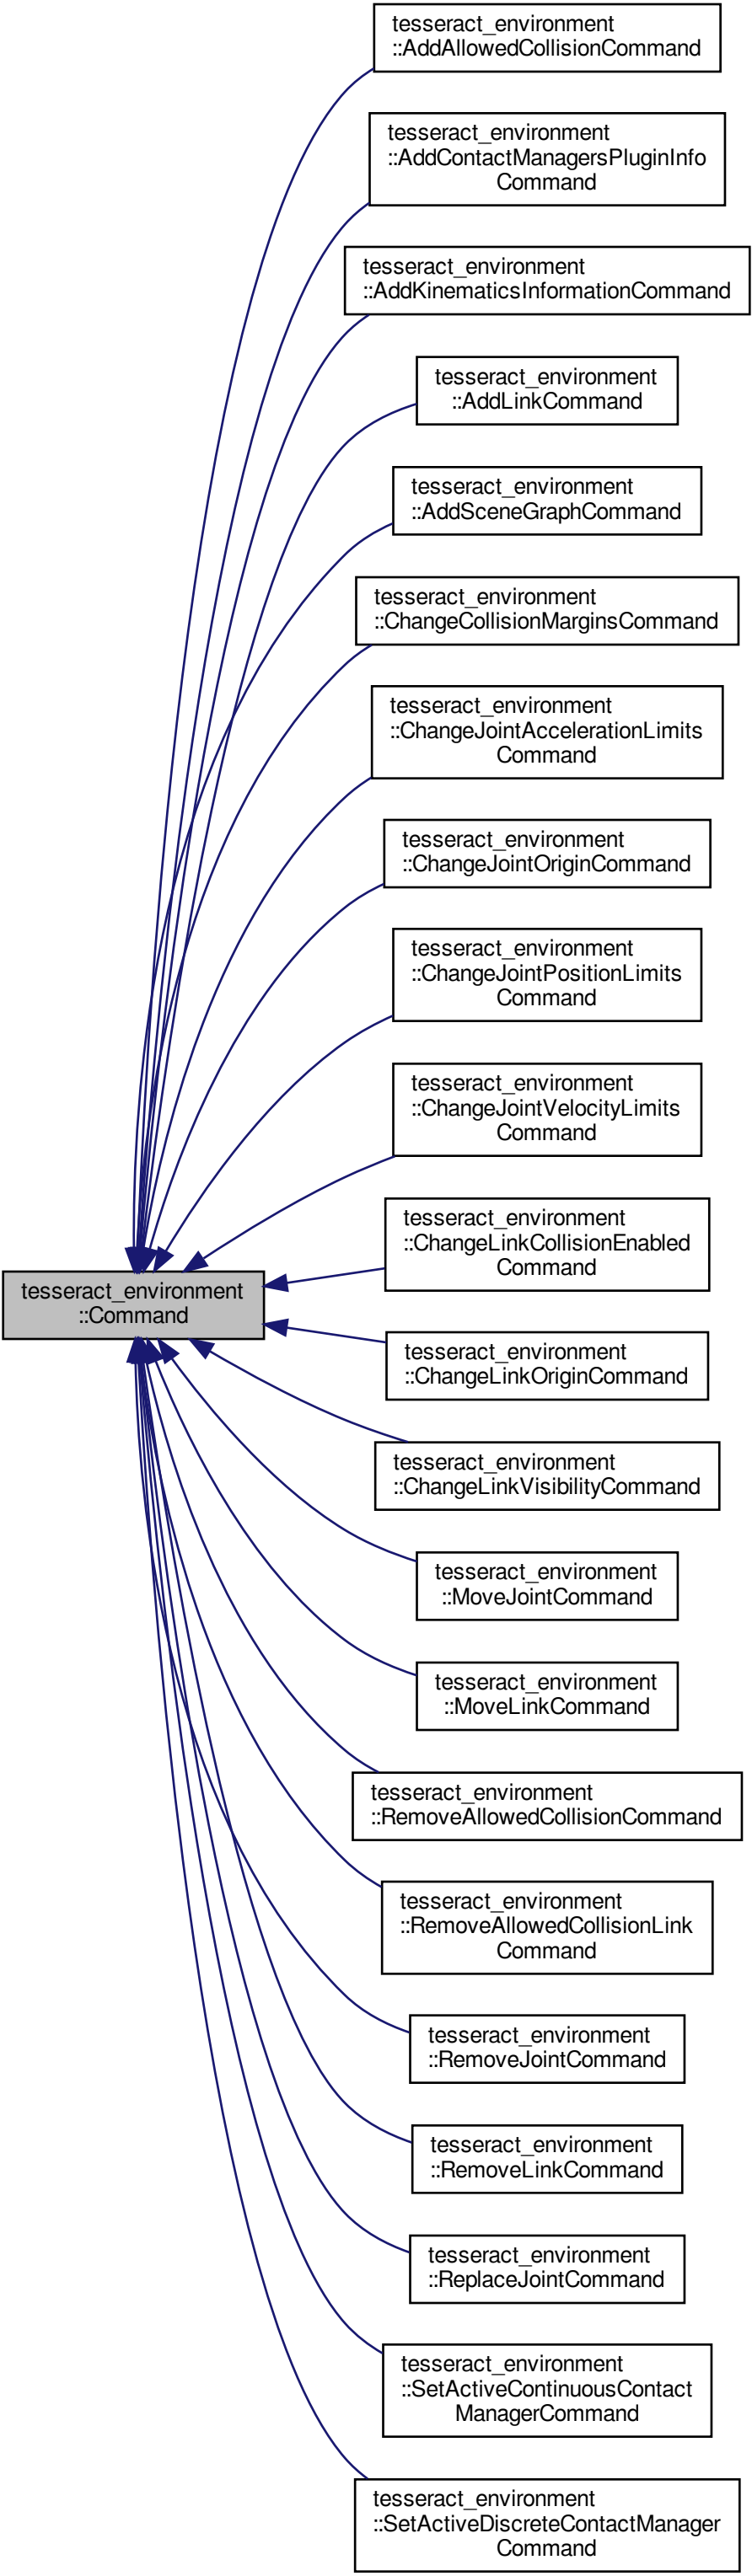 tesseract_environment
::AddAllowedCollisionCommand
tesseract_environment
::AddContactManagersPluginInfo
Command
tesseract_environment
::AddKinematicsInformationCommand
tesseract_environment
::AddLinkCommand
tesseract_environment
::AddSceneGraphCommand
tesseract_environment
::ChangeCollisionMarginsCommand
tesseract_environment
::ChangeJointAccelerationLimits
Command
tesseract_environment
::ChangeJointOriginCommand
tesseract_environment
::ChangeJointPositionLimits
Command
tesseract_environment
::ChangeJointVelocityLimits
Command
tesseract_environment
::ChangeLinkCollisionEnabled
Command
tesseract_environment
::Command
tesseract_environment
::ChangeLinkOriginCommand
tesseract_environment
::ChangeLinkVisibilityCommand
tesseract_environment
::MoveJointCommand
tesseract_environment
::MoveLinkCommand
tesseract_environment
::RemoveAllowedCollisionCommand
tesseract_environment
::RemoveAllowedCollisionLink
Command
tesseract_environment
::RemoveJointCommand
tesseract_environment
::RemoveLinkCommand
tesseract_environment
::ReplaceJointCommand
tesseract_environment
::SetActiveContinuousContact
ManagerCommand
tesseract_environment
::SetActiveDiscreteContactManager
Command